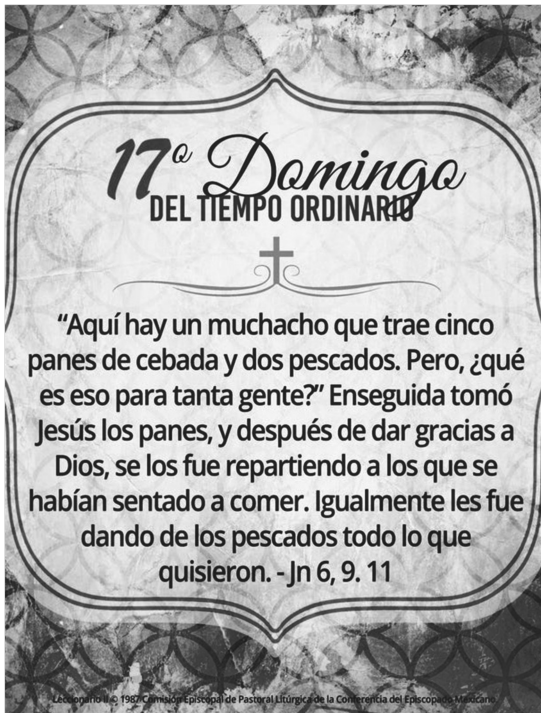 17º Domingo
DEL TIEMPO ORDINARIO
“Aquí hay un muchacho que trae cinco
panes de cebada y dos pescados. Pero, ¿qué
es eso para tanta gente?” Enseguida tomó
Jesús los panes, y después de dar gracias a
Dios, se los fue repartiendo a los que se
habían sentado a comer. Igualmente les fue
dando de los pescados todo lo que
quisieron. - Jn 6, 9. 11
Leccionario II © 1987 Comisión Episcopal de Pastoral Litúrgica de la Conferencia del Episcopado Mexicano